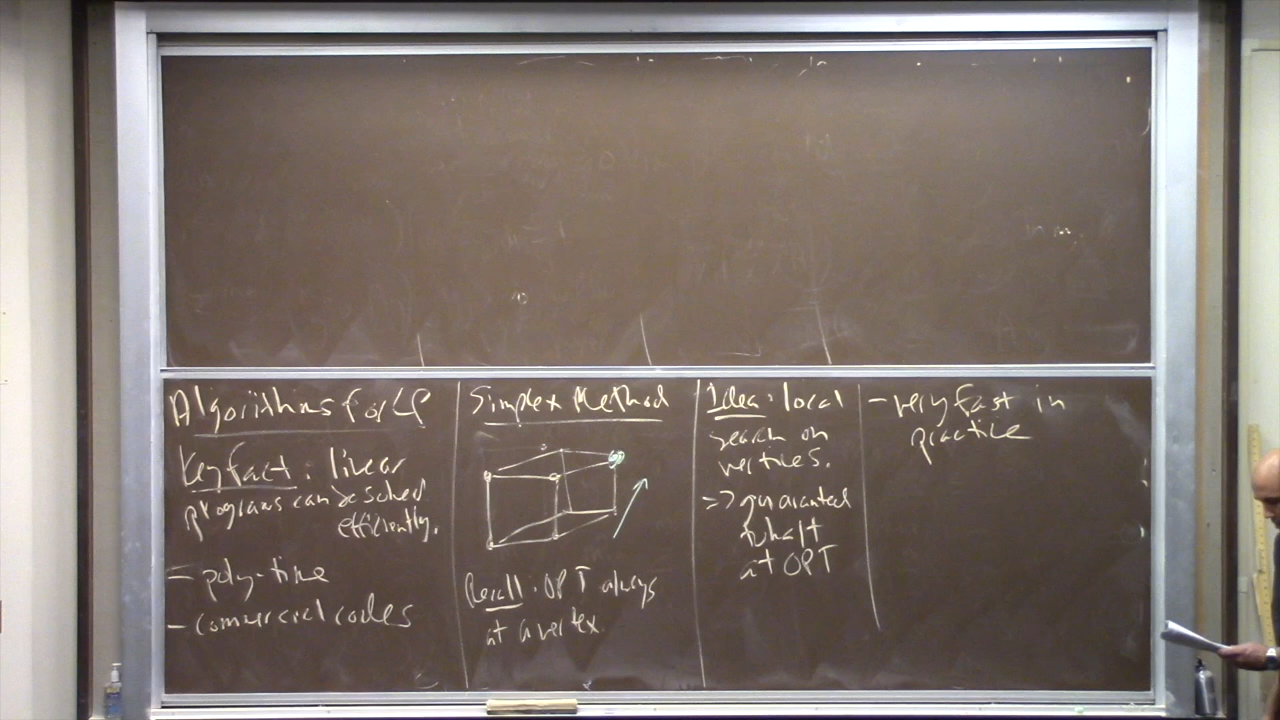 Algorithms for LP
Key Fact: linear
programs can be solved
efficiently.
- poly-time
- commercial codes
Simplex Method
Recall: OPT always
at a vertex.
Idea: local
search on
vertices.
=> guaranteed
to halt
at OPT
- very fast in
practice